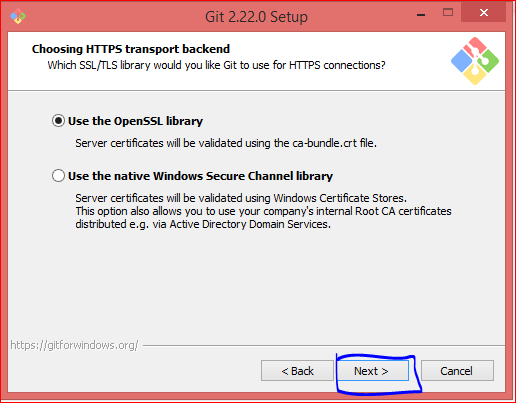 Git 2.22.0 Setup
Choosing HTTPS transport backend
Which SSL/TLS library would you like Git to use for HTTPS connections?
Use the OpenSSL library
Server certificates will be validated using the ca-bundle.crt file.
Use the native Windows Secure Channel library
Server certificates will be validated using Windows Certificate Stores.
This option also allows you to use your company's internal Root CA certificates
distributed e.g. via Active Directory Domain Services.
https://gitforwindows.org/
< Back
Next >
Cancel